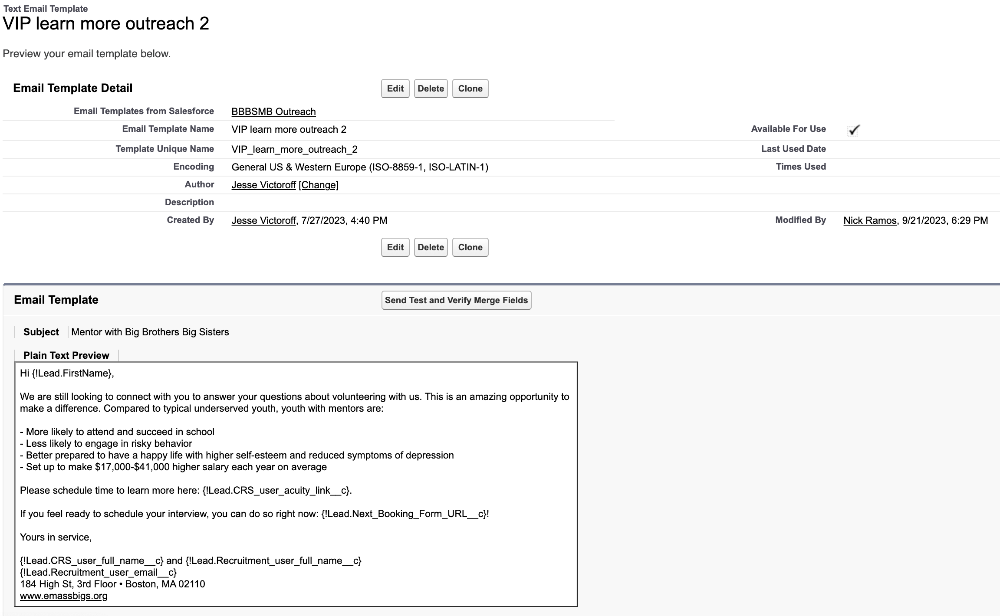 Text Email Template
VIP learn more outreach 2
Preview your email template below.
Email Template Detail
Edit Delete Clone
Email Templates from Salesforce BBBSMB Outreach
Email Template Name VIP learn more outreach 2 Available For Use
Template Unique Name VIP_learn_more_outreach_2 Last Used Date
Encoding General US & Western Europe (ISO-8859-1, ISO-LATIN-1) Times Used
Author Jesse Victoroff [Change]
Description
Created By Jesse Victoroff, 7/27/2023, 4:40 PM Modified By Nick Ramos, 9/21/2023, 6:29 PM
Edit Delete Clone
Email Template Send Test and Verify Merge Fields
Subject Mentor with Big Brothers Big Sisters
Plain Text Preview
Hi {!Lead.FirstName},
We are still looking to connect with you to answer your questions about volunteering with us. This is an amazing opportunity to
make a difference. Compared to typical underserved youth, youth with mentors are:
- More likely to attend and succeed in school
- Less likely to engage in risky behavior
- Better prepared to have a happy life with higher self-esteem and reduced symptoms of depression
- Set up to make $17,000-$41,000 higher salary each year on average
Please schedule time to learn more here: {!Lead.CRS_user_acuity_link__c}.
If you feel ready to schedule your interview, you can do so right now: {!Lead.Next_Booking_Form_URL__c}!
Yours in service,
{!Lead.CRS_user_full_name__c} and {!Lead.Recruitment_user_full_name__c}
{!Lead.Recruitment_user_email__c}
184 High St, 3rd Floor • Boston, MA 02110
www.emassbigs.org